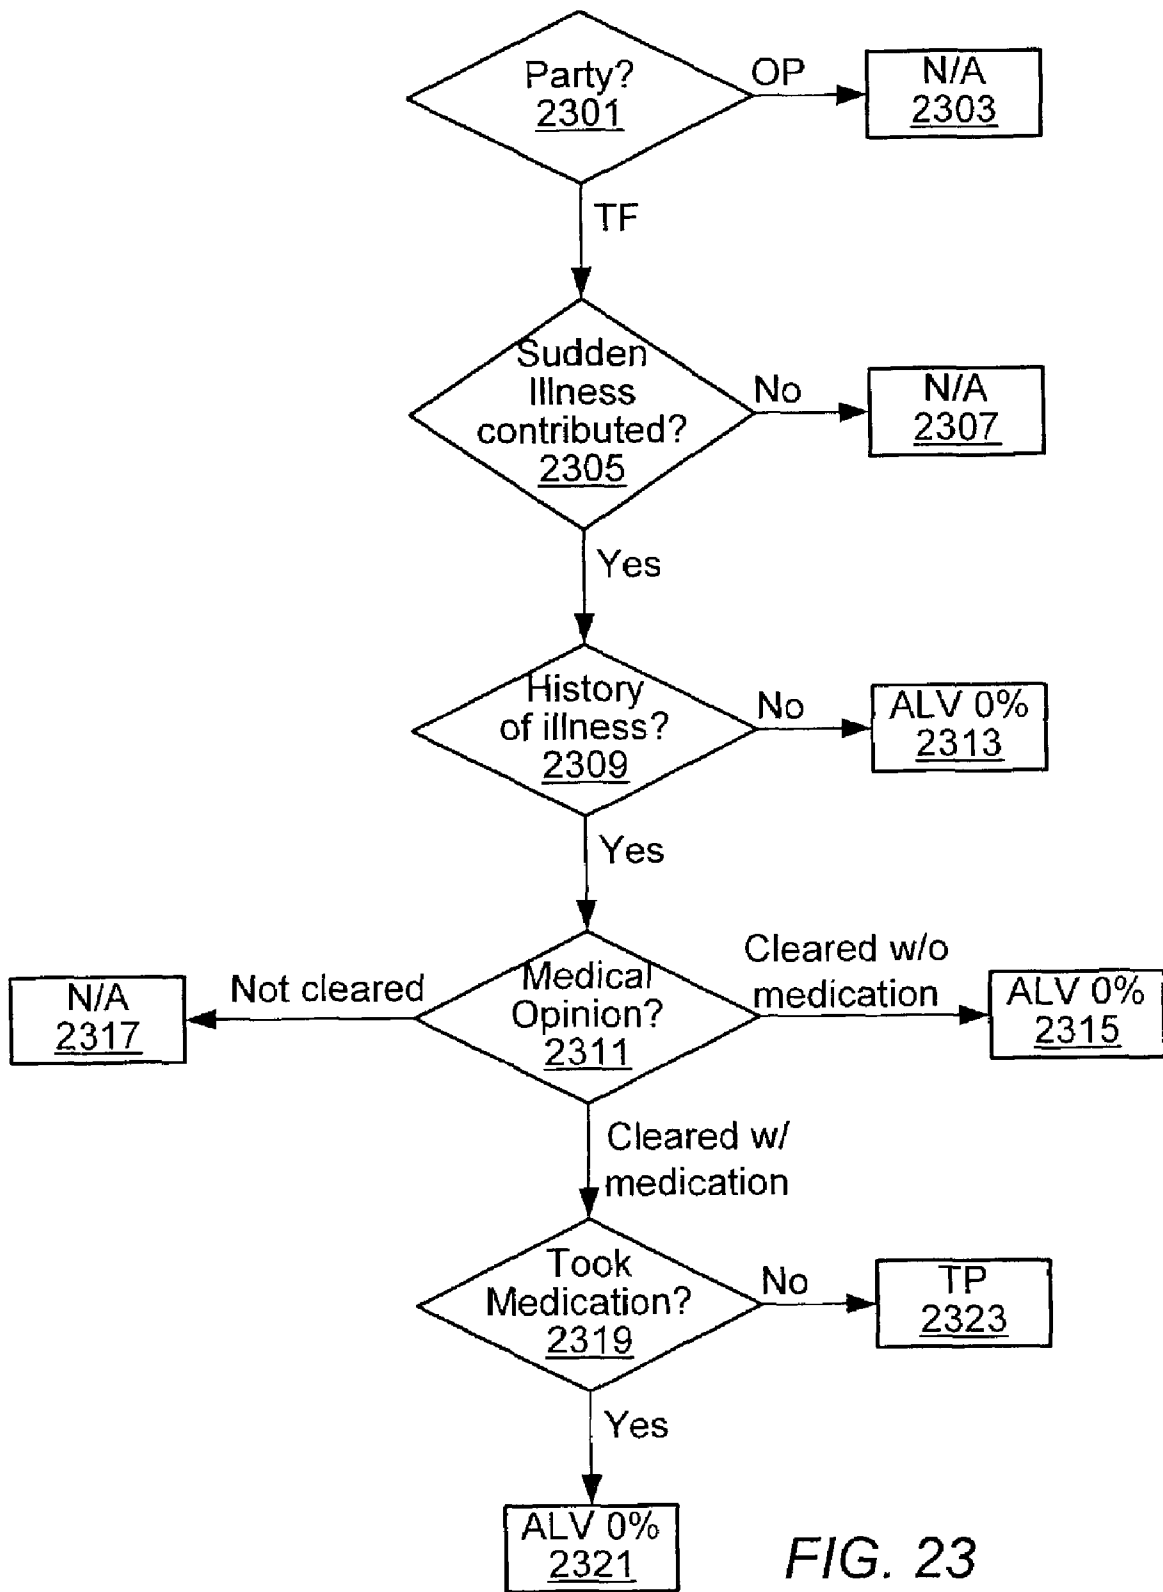 Party?
2301
OP
N/A
2303
TF
Sudden
Illness
contributed?
2305
No
N/A
2307
Yes
History
of illness?
2309
No
ALV 0%
2313
Yes
Medical
Opinion?
2311
Not cleared
N/A
2317
Cleared w/o
medication
ALV 0%
2315
Cleared w/
medication
Took
Medication?
2319
No
TP
2323
Yes
ALV 0%
2321
FIG. 23